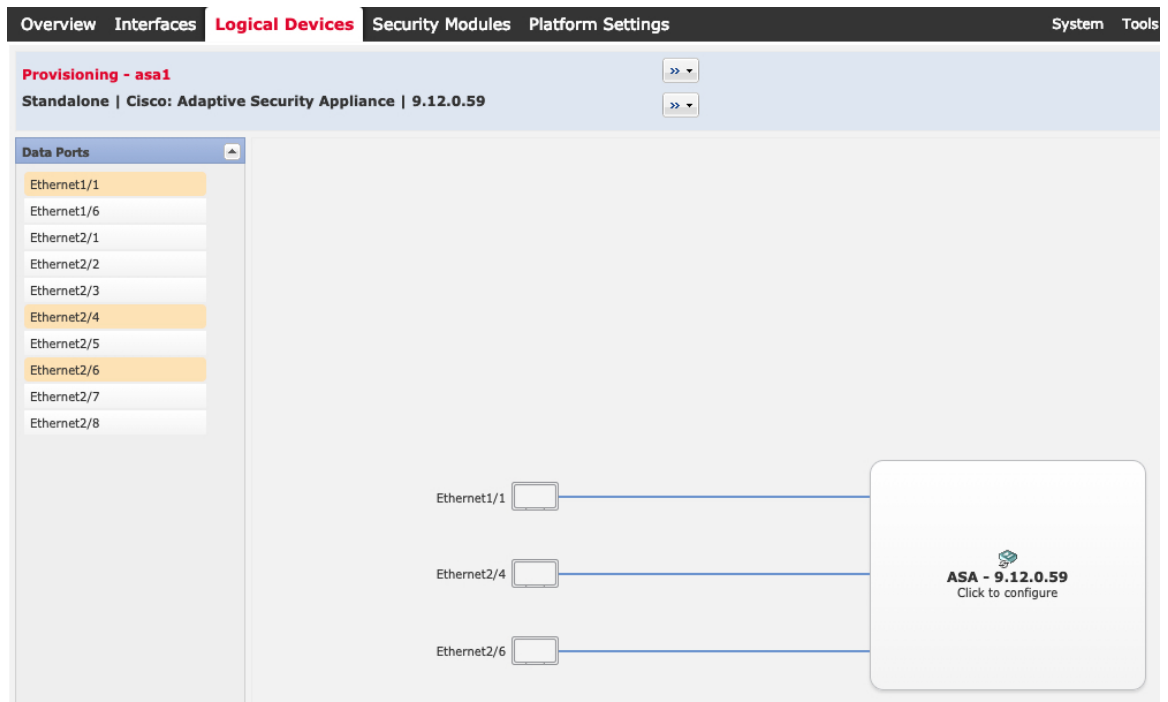 Overview Interfaces Logical Devices Security Modules Platform Settings System Tools
Provisioning - asa1
Standalone | Cisco: Adaptive Security Appliance | 9.12.0.59
Data Ports
Ethernet1/1
Ethernet1/6
Ethernet2/1
Ethernet2/2
Ethernet2/3
Ethernet2/4
Ethernet2/5
Ethernet2/6
Ethernet2/7
Ethernet2/8
Ethernet1/1
Ethernet2/4
ASA - 9.12.0.59
Click to configure
Ethernet2/6